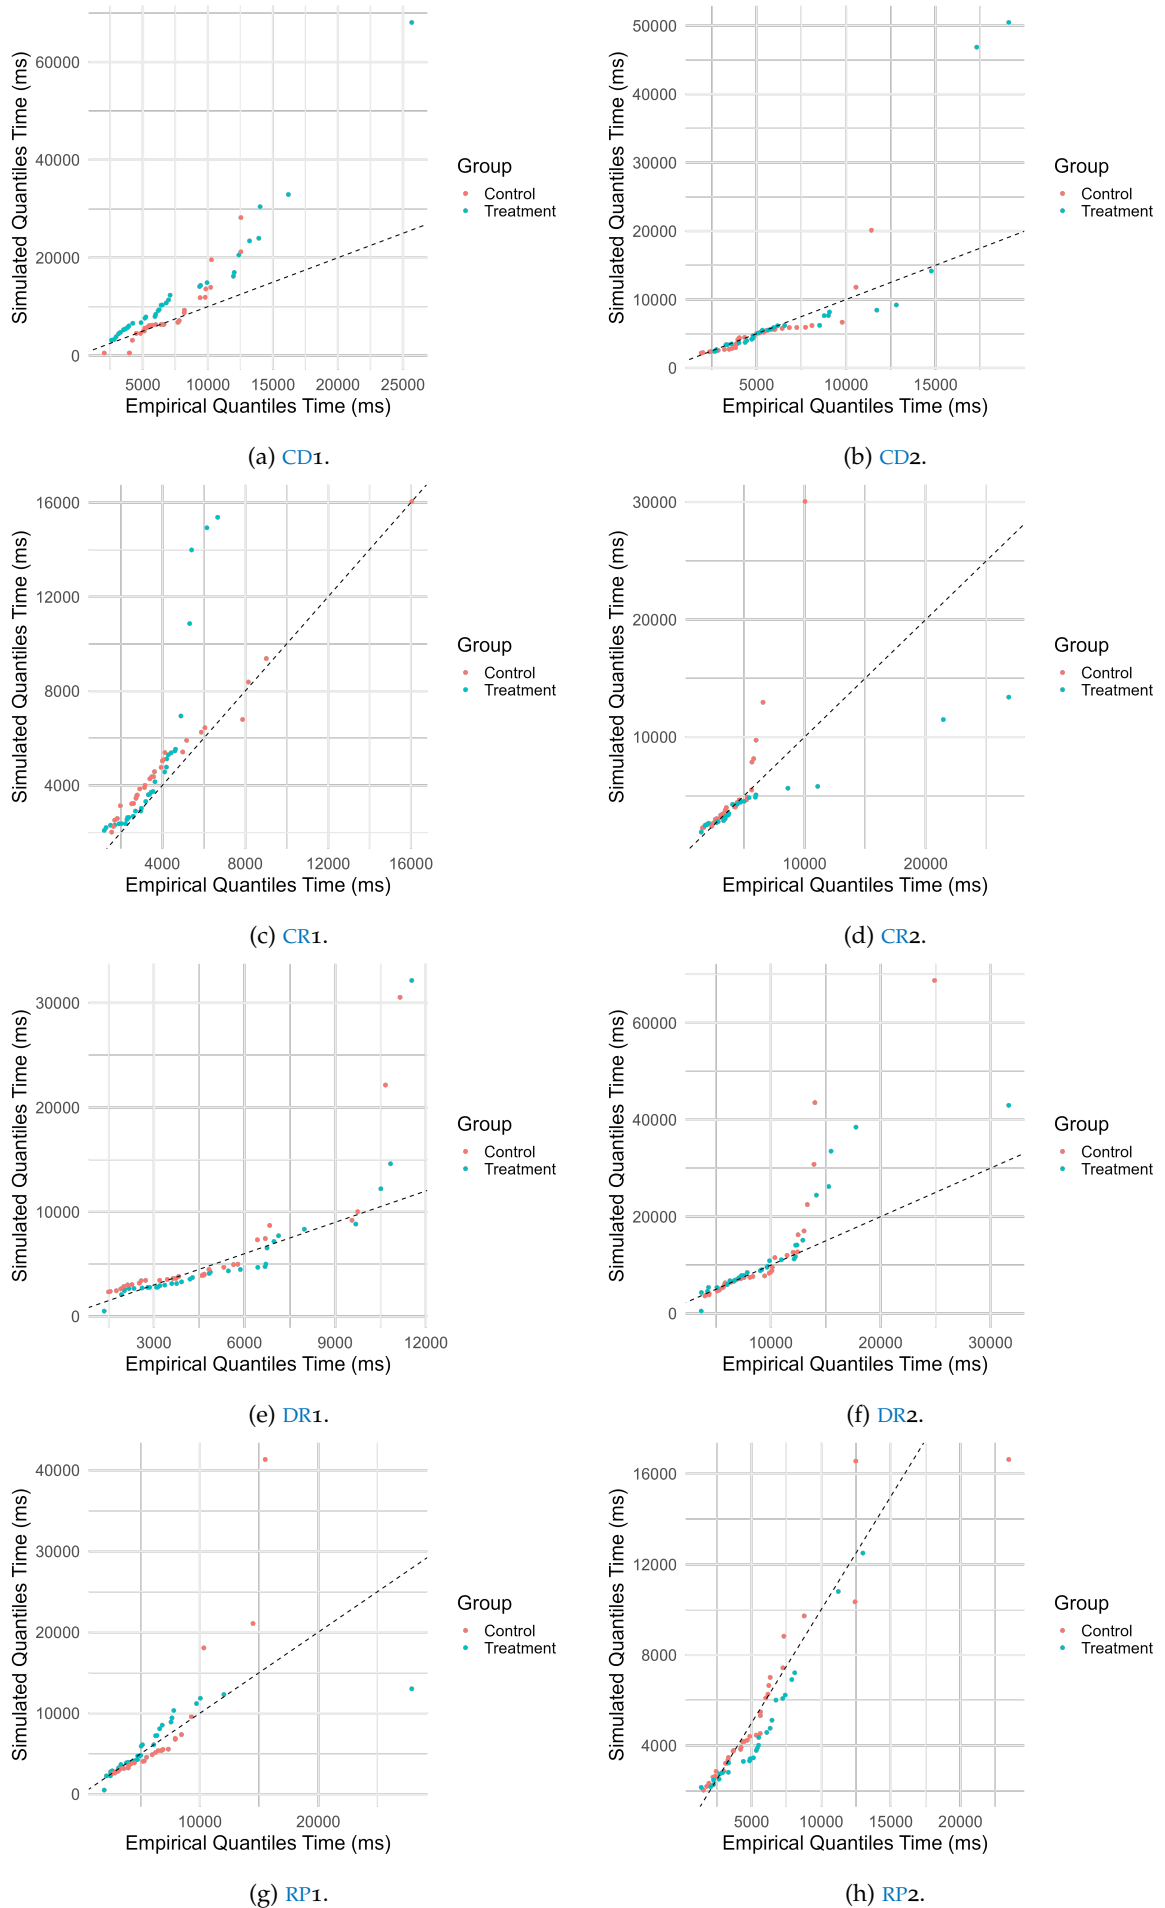 Simulated Quantiles Time (ms)
60000
40000
20000
0
5000 10000 15000 20000 25000
Empirical Quantiles Time (ms)
Group
Control
Treatment
(a) CD1.
Simulated Quantiles Time (ms)
50000
40000
30000
20000
10000
0
5000 10000 15000
Empirical Quantiles Time (ms)
Group
Control
Treatment
(b) CD2.
Simulated Quantiles Time (ms)
16000
12000
8000
4000
4000 8000 12000 16000
Empirical Quantiles Time (ms)
Group
Control
Treatment
(c) CR1.
Simulated Quantiles Time (ms)
30000
20000
10000
10000 20000
Empirical Quantiles Time (ms)
Group
Control
Treatment
(d) CR2.
Simulated Quantiles Time (ms)
30000
20000
10000
0
3000 6000 9000 12000
Empirical Quantiles Time (ms)
Group
Control
Treatment
(e) DR1.
Simulated Quantiles Time (ms)
60000
40000
20000
0
10000 20000 30000
Empirical Quantiles Time (ms)
Group
Control
Treatment
(f) DR2.
Simulated Quantiles Time (ms)
40000
30000
20000
10000
0
10000 20000
Empirical Quantiles Time (ms)
Group
Control
Treatment
(g) RP1.
Simulated Quantiles Time (ms)
16000
12000
8000
4000
5000 10000 15000 20000
Empirical Quantiles Time (ms)
Group
Control
Treatment
(h) RP2.